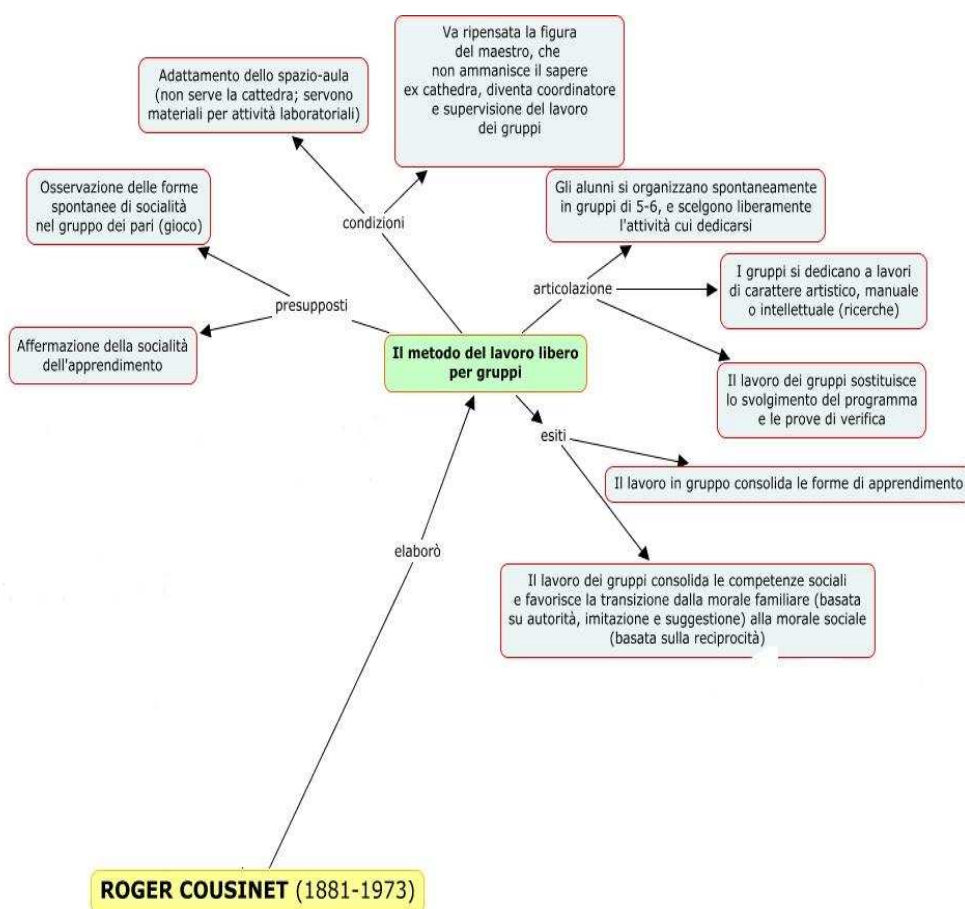 Va ripensata la figura
del maestro, che
non ammanisce il sapere
ex cathedra, diventa coordinatore
e supervisione del lavoro
dei gruppi
Adattamento dello spazio-aula
(non serve la cattedra; servono
materiali per attività laboratoriali)
Osservazione delle forme
spontanee di socialità
nel gruppo dei pari (gioco)
condizioni
Gli alunni si organizzano spontaneamente
in gruppi di 5-6, e scelgono liberamente
l'attività cui dedicarsi
presupposti
articolazione
I gruppi si dedicano a lavori
di carattere artistico, manuale
o intellettuale (ricerche)
Affermazione della socialità
dell'apprendimento
Il metodo del lavoro libero
per gruppi
Il lavoro dei gruppi sostituisce
lo svolgimento del programma
e le prove di verifica
esiti
Il lavoro in gruppo consolida le forme di apprendimento
elaborò
Il lavoro dei gruppi consolida le competenze sociali
e favorisce la transizione dalla morale familiare (basata
su autorità, imitazione e suggestione) alla morale sociale
(basata sulla reciprocità)
ROGER COUSINET (1881-1973)